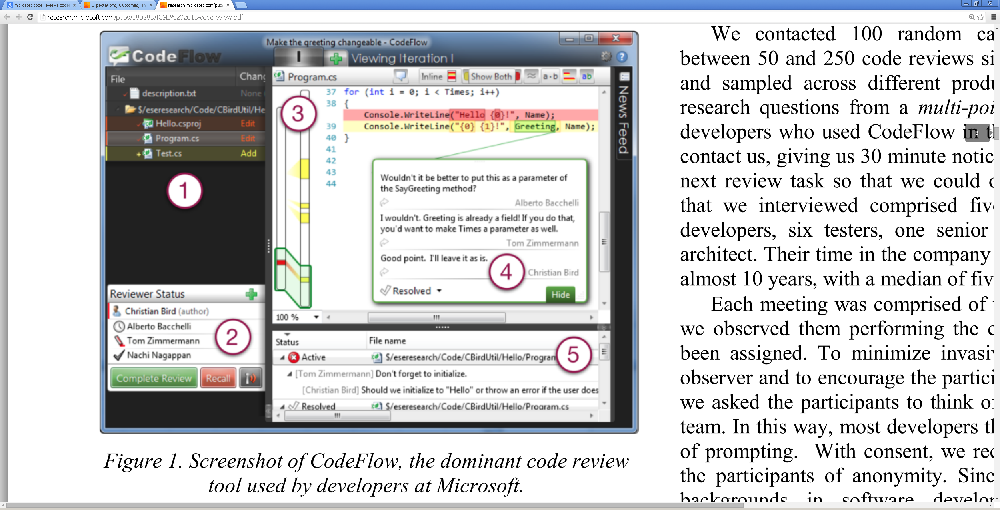 microsoft code reviews code
Expectations, Outcomes, an
research.microsoft.com/pub
research.microsoft.com/pubs/180283/ICSE%202013-codereview.pdf
Make the greeting changeable - CodeFlow
CodeFlow
I
Viewing Iteration I
File
Chang
description.txt
None
$/eseresearch/Code/CBirdUtil/He
Hello.csproj
Edit
Program.cs
Edit
Test.cs
Add
1
Reviewer Status
Christian Bird (author)
Alberto Bacchelli
Tom Zimmermann
Nachi Nagappan
2
Complete Review
Recall
Program.cs
Inline
Show Both
a·b
ab
News Feed
3
37 for (int i = 0; i < Times; i++)
38 {
Console.WriteLine("Hello {0}!", Name);
39 Console.WriteLine("{0} {1}!", Greeting, Name);
40 }
41
42
43
44
Wouldn't it be better to put this as a parameter of
the SayGreeting method?
Alberto Bacchelli
I wouldn't. Greeting is already a field! If you do that,
you'd want to make Times a parameter as well.
Tom Zimmermann
Good point. I'll leave it as is.
4
Christian Bird
Resolved
Hide
100 %
Status
File name
5
Active
$/eseresearch/Code/CBirdUtil/Hello/Program
[Tom Zimmermann] Don't forget to initialize.
[Christian Bird] Should we initialize to "Hello" or throw an error if the user does
Resolved
$/eseresearch/Code/CBirdUtil/Hello/Program.cs
Figure 1. Screenshot of CodeFlow, the dominant code review
tool used by developers at Microsoft.
We contacted 100 random ca
between 50 and 250 code reviews si
and sampled across different produ
research questions from a multi-poi
developers who used CodeFlow in th
3
contact us, giving us 30 minute notic
next review task so that we could o
that we interviewed comprised five
developers, six testers, one senior
architect. Their time in the company
almost 10 years, with a median of fiv
Each meeting was comprised of
we observed them performing the c
been assigned. To minimize invasiv
observer and to encourage the partici
we asked the participants to think o
team. In this way, most developers th
of prompting. With consent, we rec
the participants of anonymity. Sinc
backgrounds in software develop